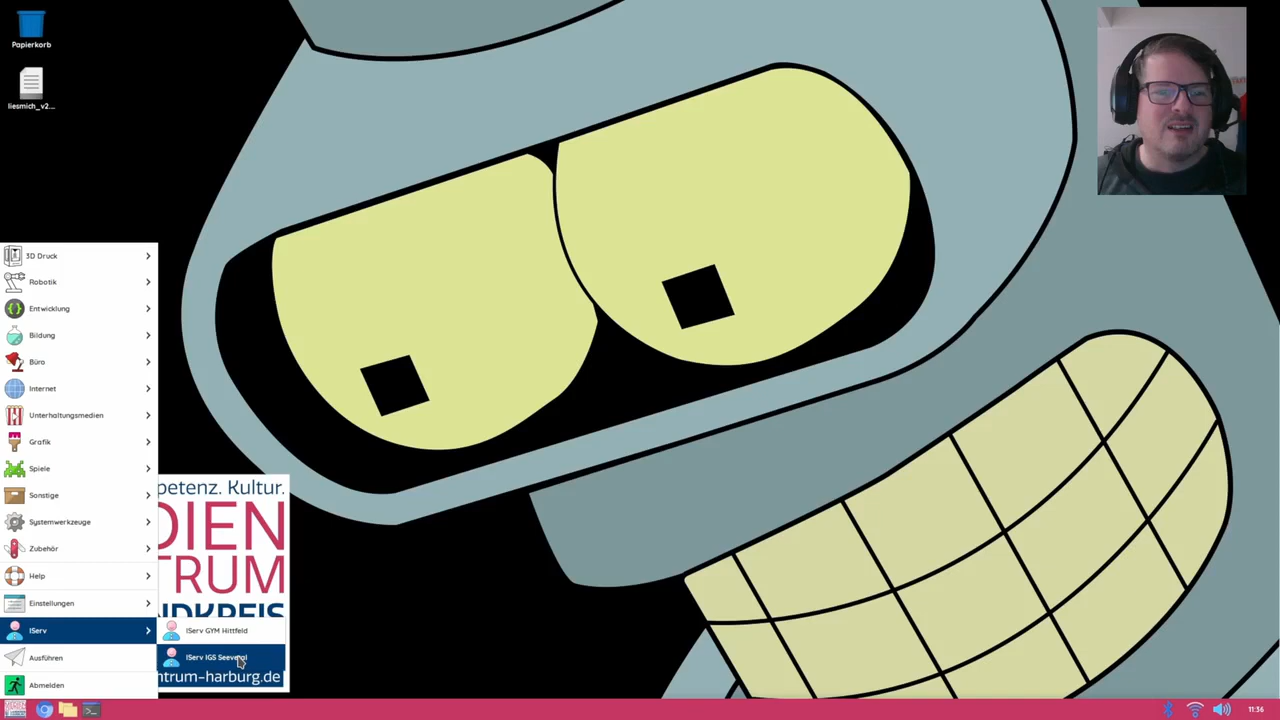 Papierkorb
liesmich_v2...
3D Druck
Robotik
Entwicklung
Bildung
Büro
Internet
Unterhaltungsmedien
Grafik
Spiele
Sonstige
Systemwerkzeuge
Zubehör
Help
Einstellungen
IServ
Ausführen
Abmelden
petenz. Kultur.
DIEN
TRUM
NDKREIS
IServ GYM Hittfeld
IServ IGS Seevetal
ntrum-harburg.de
11:36